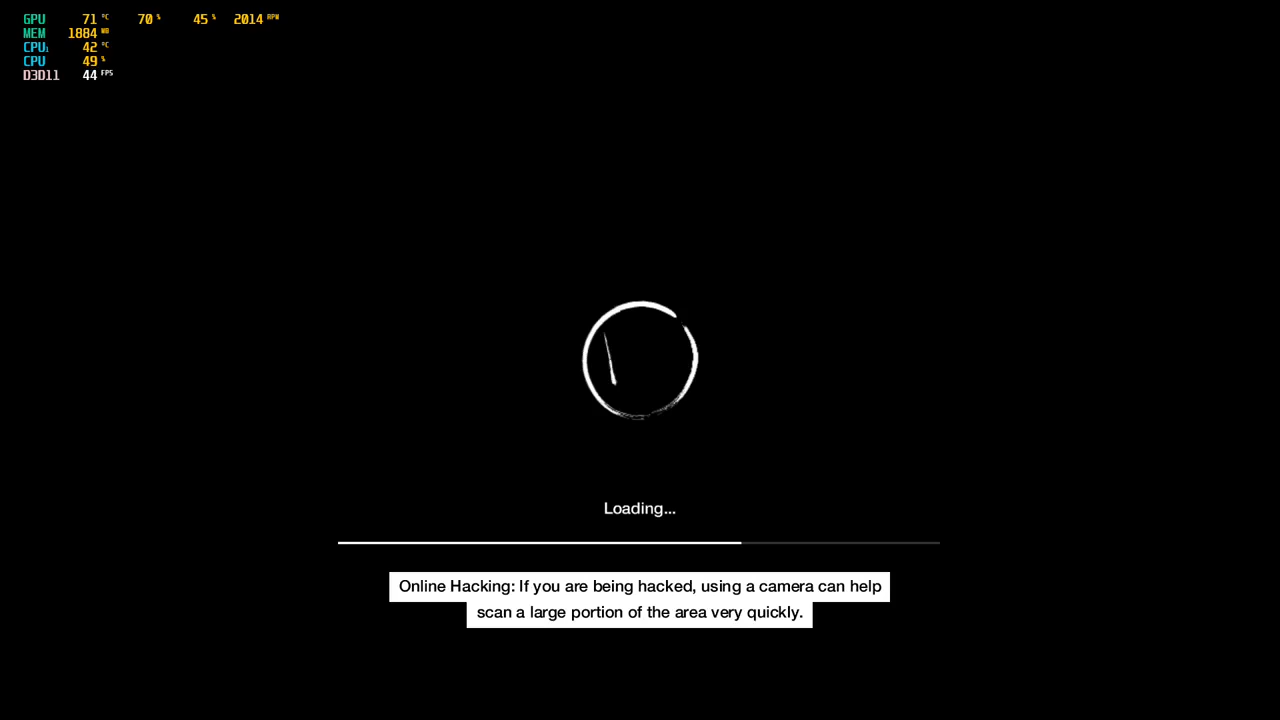 GPU 71 °C 70 % 45 % 2014 RPM
MEM 1884 MB
CPU1 42 °C
CPU 49 %
D3D11 44 FPS
Loading...
Online Hacking: If you are being hacked, using a camera can help
scan a large portion of the area very quickly.